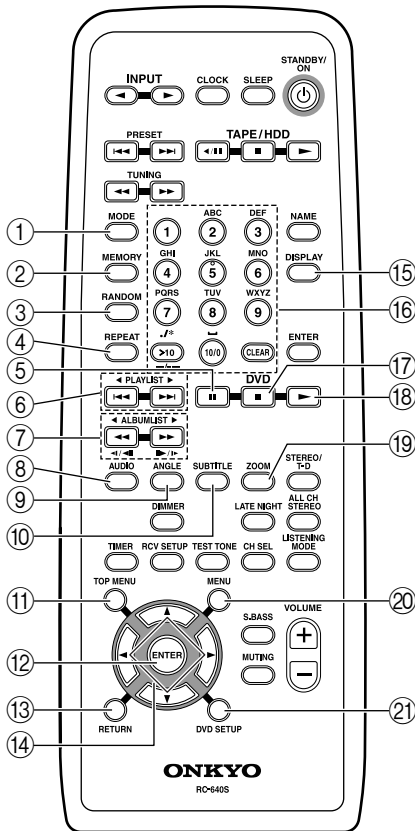 STANDBY/
ON
INPUT
CLOCK
SLEEP
PRESET
TAPE/HDD
TUNING
MODE
ABC
DEF
NAME
① 1 2 3
MEMORY
GHI
JKL
MNO
DISPLAY
② 4 5 6 ⑮
RANDOM
PQRS
TUV
WXYZ
③ 7 8 9 ⑯
REPEAT
./*
ENTER
④ >10 10/0 CLEAR
--/---
⑤ DVD ⑰
PLAYLIST
⑥ ⑱
ALBUMLIST
⑦ ⑲
AUDIO
ANGLE
SUBTITLE
ZOOM
STEREO/
T-D
⑧
⑨
DIMMER
LATE NIGHT
ALL CH
STEREO
⑩
TIMER
RCV SETUP
TEST TONE
CH SEL
LISTENING
MODE
TOP MENU
MENU
⑪ ⑳
S.BASS
VOLUME
+
⑫ ENTER
MUTING
−
⑬ ㉑
RETURN
DVD SETUP
⑭
ONKYO
RC-640S